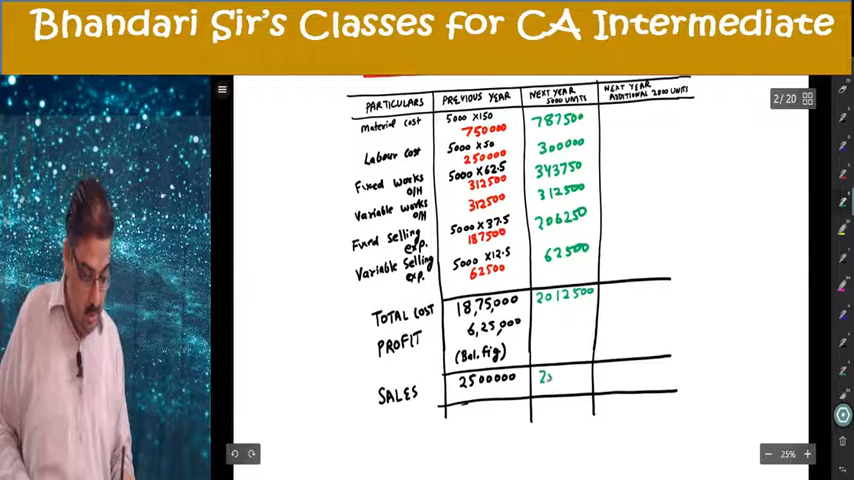 Bhandari Sir's Classes for CA Intermediate
2 / 20
PARTICULARS PREVIOUS YEAR NEXT YEAR 5000 UNITS NEXT YEAR ADDITIONAL 2000 UNITS
Material cost 5000 X150 750000 787500
Labour cost 5000 X 50 250000 300000
Fixed works O/H 5000 X 62.5 312500 343750
Variable works O/H 312500 312500
Fixed Selling exp. 5000 X 37.5 187500 206250
Variable Selling exp. 5000 X12.5 62500 62500
TOTAL COST 18,75,000 2012500
PROFIT 6,25,000
(Bal. fig)
SALES 2500000
25%